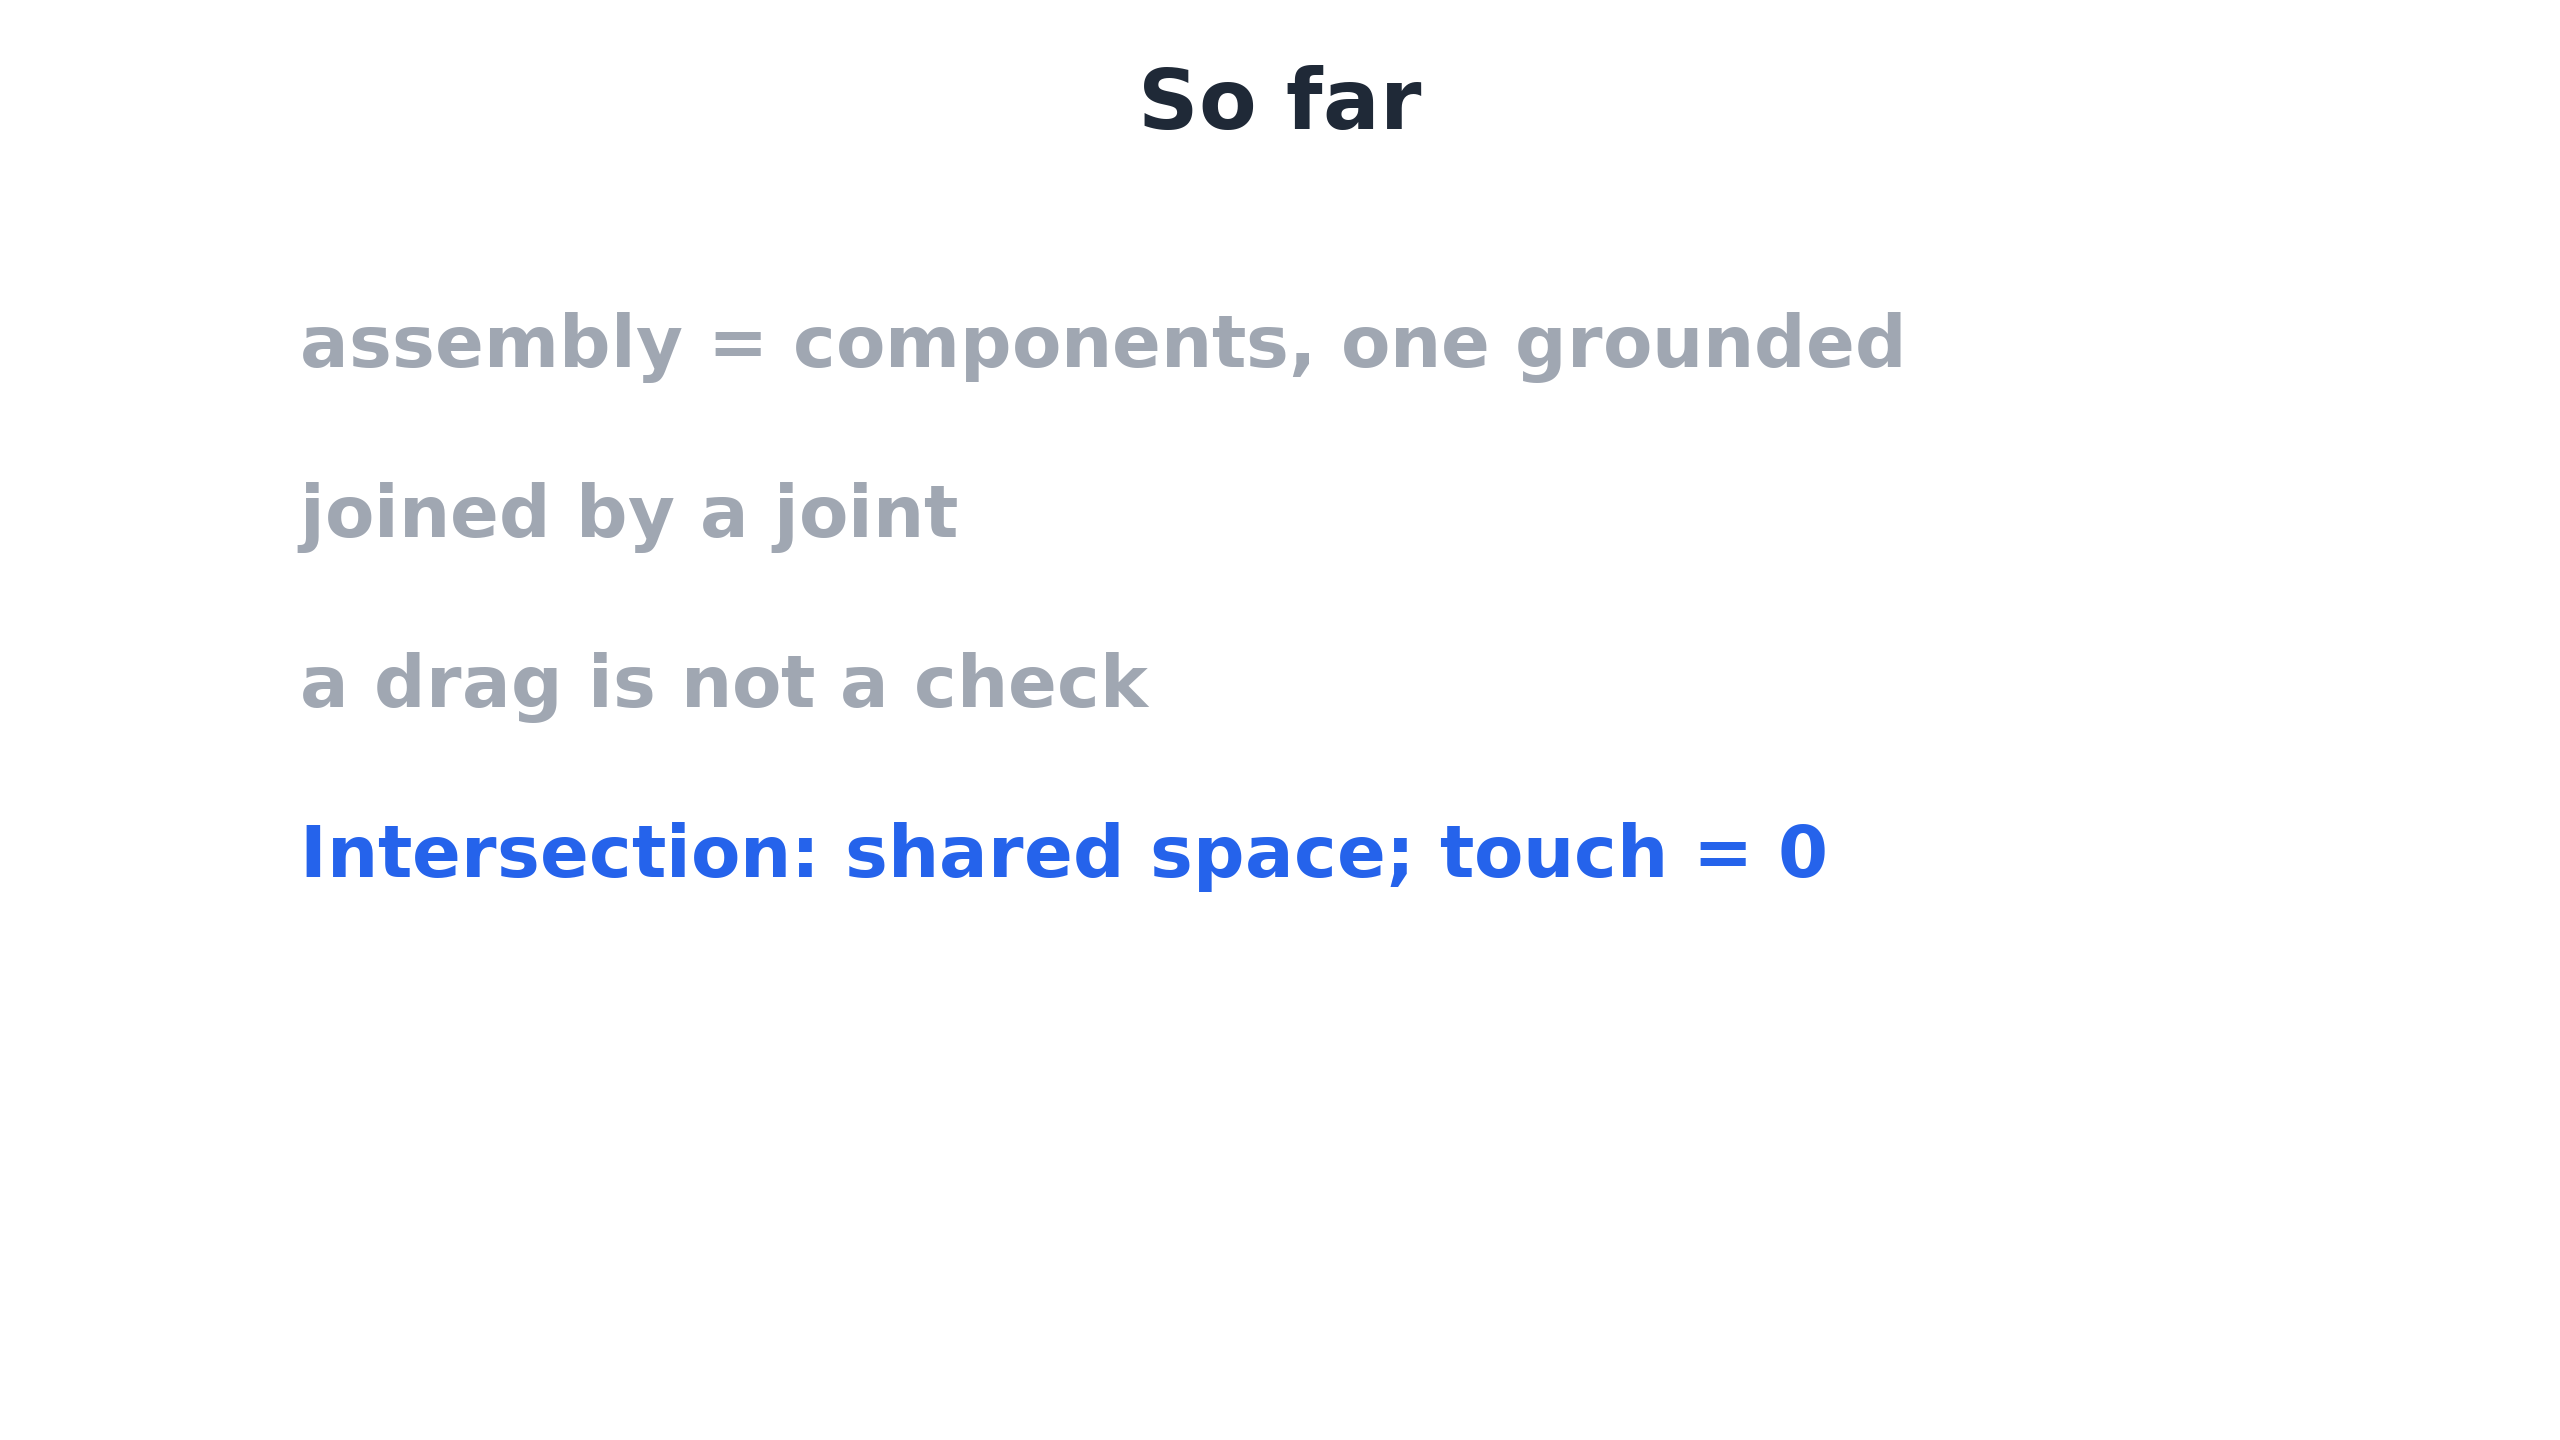 So far
assembly = components, one grounded
joined by a joint
a drag is not a check
Intersection: shared space; touch = 0